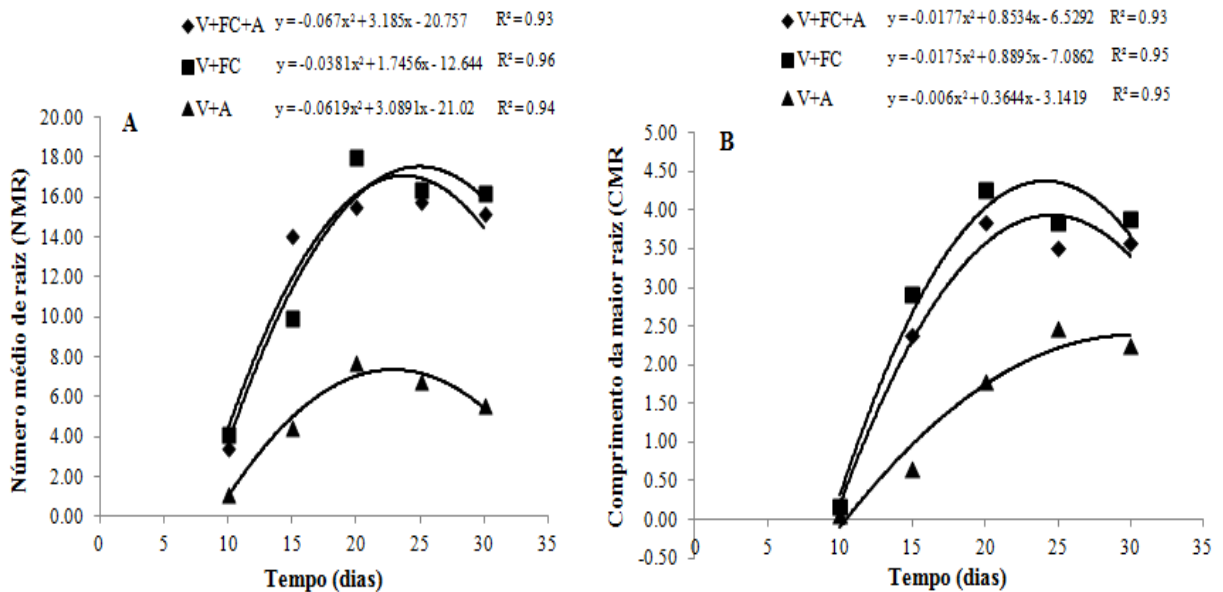 V+FC+A y = -0.067x² + 3.185x - 20.757 R² = 0.93
V+FC y = -0.0381x² + 1.7456x - 12.644 R² = 0.96
V+A y = -0.0619x² + 3.0891x - 21.02 R² = 0.94
A
Número médio de raiz (NMR)
20.00
18.00
16.00
14.00
12.00
10.00
8.00
6.00
4.00
2.00
0.00
0 5 10 15 20 25 30 35
Tempo (dias)
V+FC+A y = -0.0177x² + 0.8534x - 6.5292 R² = 0.93
V+FC y = -0.0175x² + 0.8895x - 7.0862 R² = 0.95
V+A y = -0.006x² + 0.3644x - 3.1419 R² = 0.95
B
Comprimento da maior raiz (CMR
5.00
4.50
4.00
3.50
3.00
2.50
2.00
1.50
1.00
0.50
0.00
-0.50
0 5 10 15 20 25 30 35
Tempo (dias)